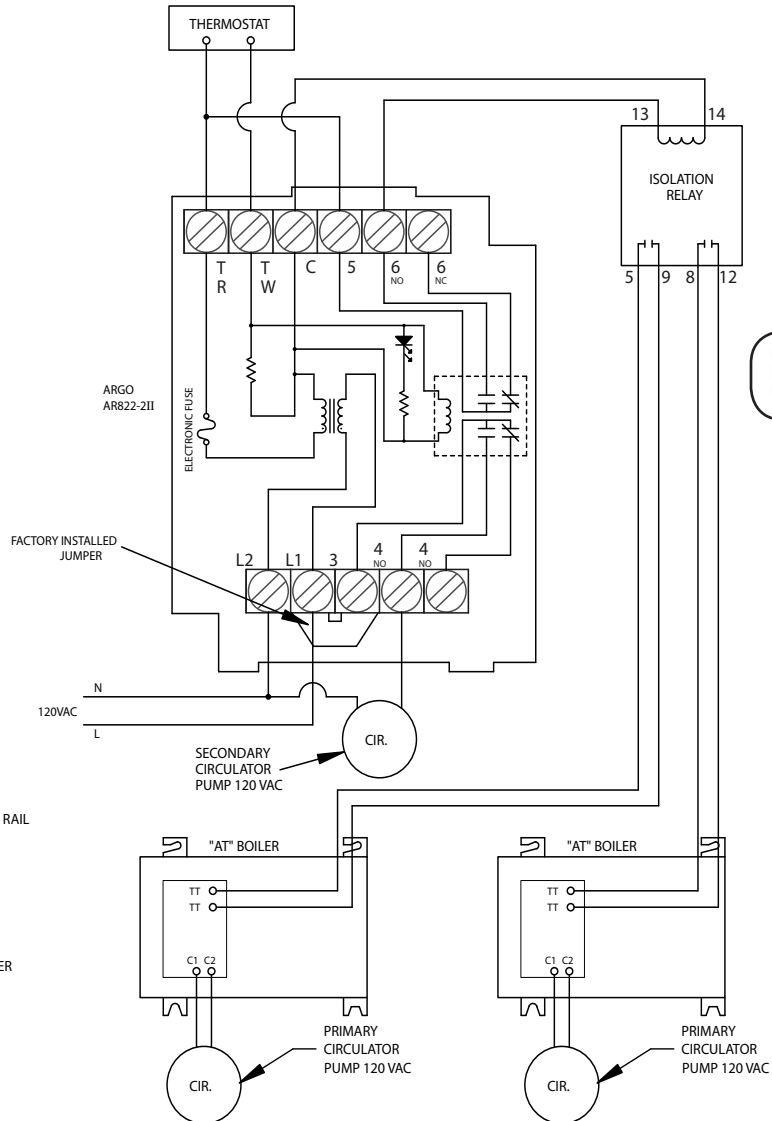 THERMOSTAT
13 14
ISOLATION
RELAY
5 9 8 12
T T C 5 6 6
R W NO NC
ARGO
AR822-2II
ELECTRONIC FUSE
FACTORY INSTALLED
JUMPER
L2 L1 3 4 4
NO NO
N
120VAC
L
CIR.
SECONDARY
CIRCULATOR
PUMP 120 VAC
RAIL
"AT" BOILER
"AT" BOILER
TT
TT
TT
TT
ER
C1 C2
C1 C2
PRIMARY
CIRCULATOR
PUMP 120 VAC
CIR.
PRIMARY
CIRCULATOR
PUMP 120 VAC
CIR.